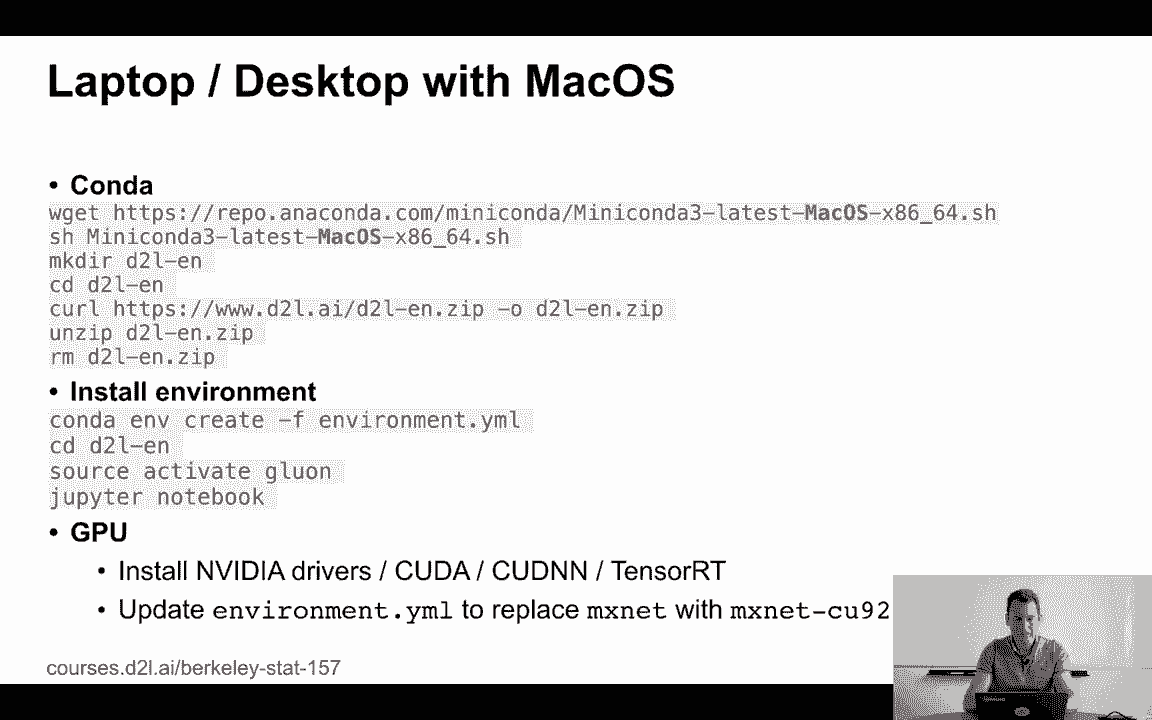 Laptop / Desktop with MacOS
• Conda
wget https://repo.anaconda.com/miniconda/Miniconda3-latest-MacOS-x86_64.sh
sh Miniconda3-latest-MacOS-x86_64.sh
mkdir d2l-en
cd d2l-en
curl https://www.d2l.ai/d2l-en.zip -o d2l-en.zip
unzip d2l-en.zip
rm d2l-en.zip
• Install environment
conda env create -f environment.yml
cd d2l-en
source activate gluon
jupyter notebook
• GPU
• Install NVIDIA drivers / CUDA / CUDNN / TensorRT
• Update environment.yml to replace mxnet with mxnet-cu92
courses.d2l.ai/berkeley-stat-157